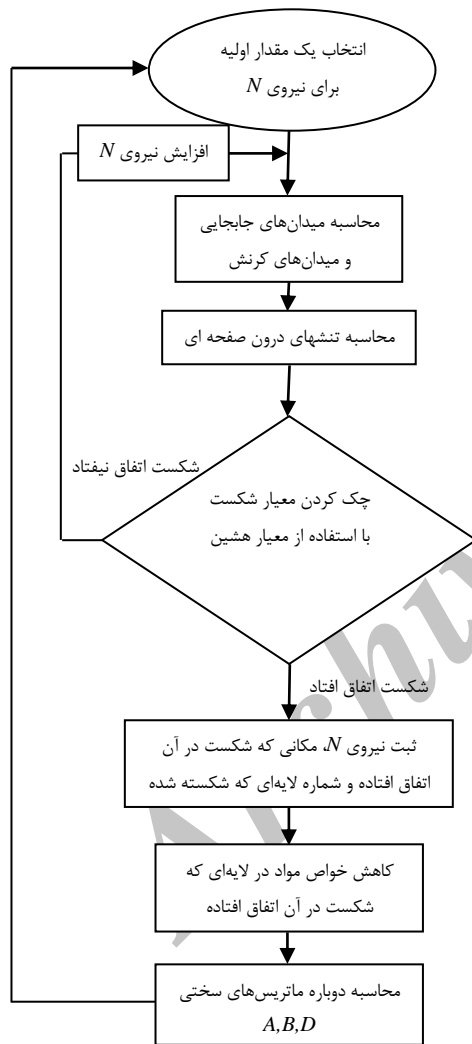 انتخاب یک مقدار اولیه
برای نیروی N
افزایش نیروی N
محاسبه میدان‌های جابجایی
و میدان‌های کرنش
محاسبه تنشهای درون صفحه ای
شکست اتفاق نیفتاد
چک کردن معیار شکست
با استفاده از معیار هشین
شکست اتفاق افتاد
ثبت نیروی N، مکانی که شکست در آن
اتفاق افتاده و شماره لایه‌ای که شکسته شده
کاهش خواص مواد در لایه‌ای که
شکست در آن اتفاق افتاده
محاسبه دوباره ماتریس‌های سختی
A,B,D